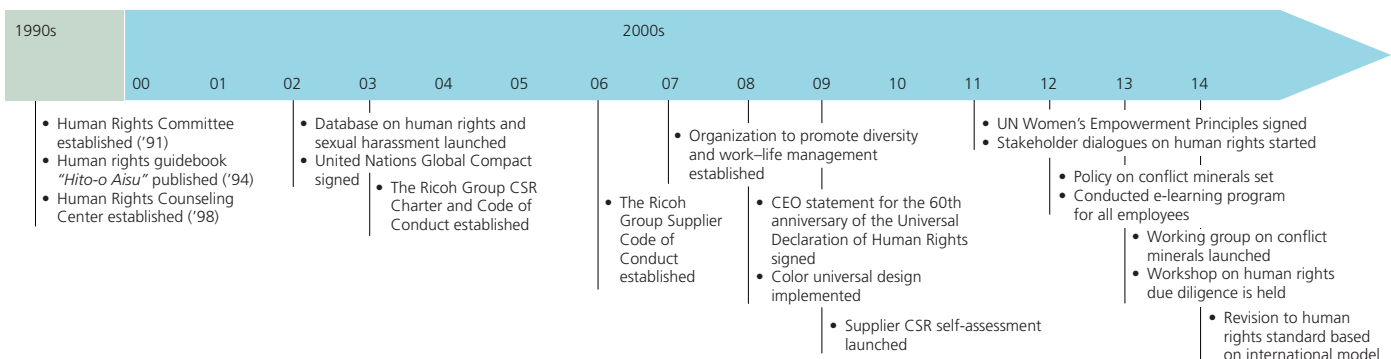 1990s
2000s
00
01
02
03
04
05
06
07
08
09
10
11
12
13
14
• Human Rights Committee
established ('91)
• Human rights guidebook
“Hito-o Aisu” published ('94)
• Human Rights Counseling
Center established ('98)
• Database on human rights and
sexual harassment launched
• United Nations Global Compact
signed
• The Ricoh Group CSR
Charter and Code of
Conduct established
• The Ricoh
Group Supplier
Code of
Conduct
established
• Organization to promote diversity
and work–life management
established
• CEO statement for the 60th
anniversary of the Universal
Declaration of Human Rights
signed
• Color universal design
implemented
• Supplier CSR self-assessment
launched
• UN Women's Empowerment Principles signed
• Stakeholder dialogues on human rights started
• Policy on conflict minerals set
• Conducted e-learning program
for all employees
• Working group on conflict
minerals launched
• Workshop on human rights
due diligence is held
• Revision to human
rights standard based
on international model